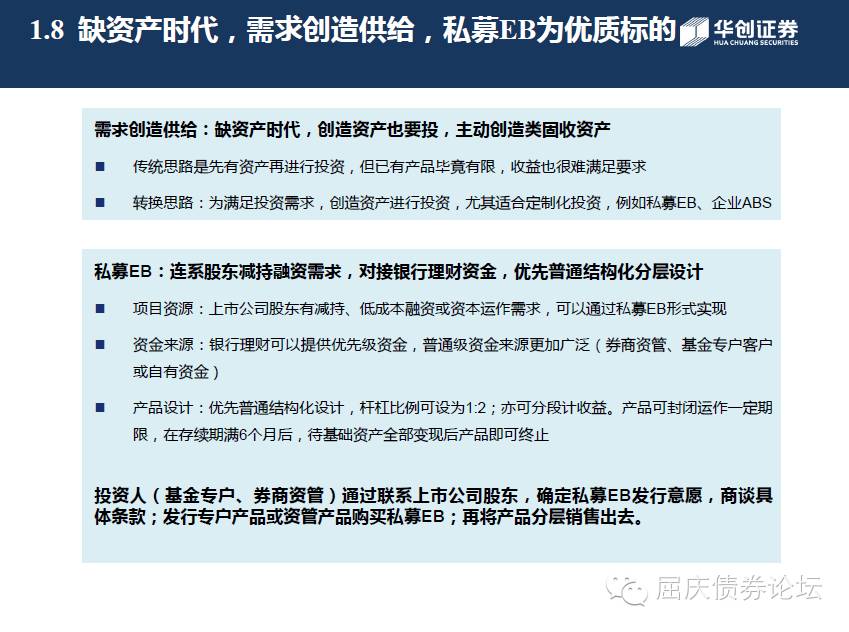 1.8 缺资产时代，需求创造供给，私募EB为优质标的
华创证券
HUA CHUANG SECURITIES
需求创造供给：缺资产时代，创造资产也要投，主动创造类固收资产
■ 传统思路是先有资产再进行投资，但已有产品毕竟有限，收益也很难满足要求
■ 转换思路：为满足投资需求，创造资产进行投资，尤其适合定制化投资，例如私募EB、企业ABS
私募EB：连系股东减持融资需求，对接银行理财资金，优先普通结构化分层设计
■ 项目资源：上市公司股东有减持、低成本融资或资本运作需求，可以通过私募EB形式实现
■ 资金来源：银行理财可以提供优先级资金，普通级资金来源更加广泛（券商资管、基金专户客户
或自有资金）
■ 产品设计：优先普通结构化设计，杆杠比例可设为1:2；亦可分段计收益。产品可封闭运作一定期
限，在存续期满6个月后，待基础资产全部变现后产品即可终止
投资人（基金专户、券商资管）通过联系上市公司股东，确定私募EB发行意愿，商谈具
体条款；发行专户产品或资管产品购买私募EB；再将产品分层销售出去。
屈庆债券论坛